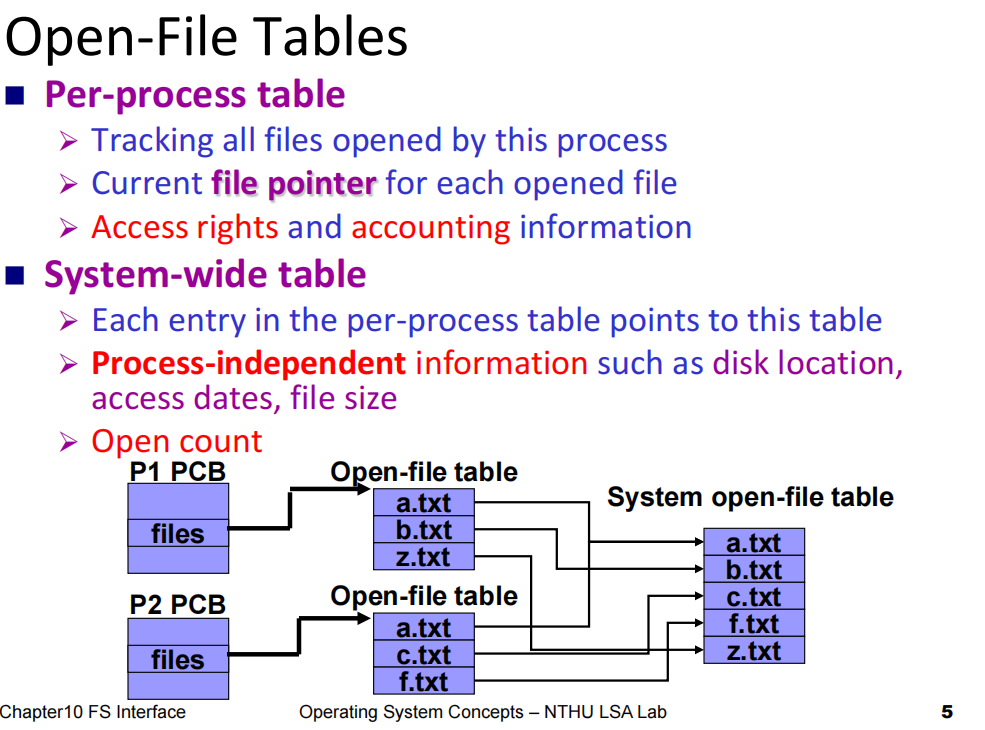 Open-File Tables
Per-process table
Tracking all files opened by this process
Current file pointer for each opened file
Access rights and accounting information
System-wide table
Each entry in the per-process table points to this table
Process-independent information such as disk location,
access dates, file size
Open count
P1 PCB
files
Open-file table
a.txt
b.txt
z.txt
System open-file table
a.txt
b.txt
c.txt
f.txt
z.txt
P2 PCB
files
Open-file table
a.txt
c.txt
f.txt
Chapter10 FS Interface
Operating System Concepts – NTHU LSA Lab
5